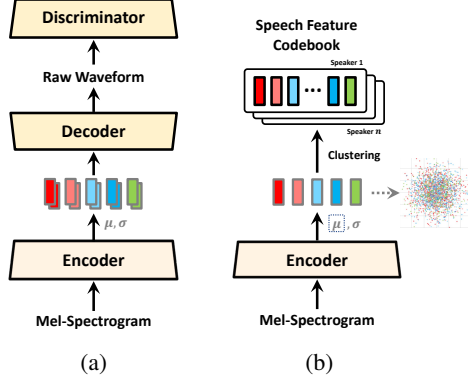 Discriminator
Raw Waveform
Decoder
μ, σ
Encoder
Mel-Spectrogram
(a)
Speech Feature
Codebook
Speaker 1
...
Speaker n
Clustering
μ, σ
Encoder
Mel-Spectrogram
(b)